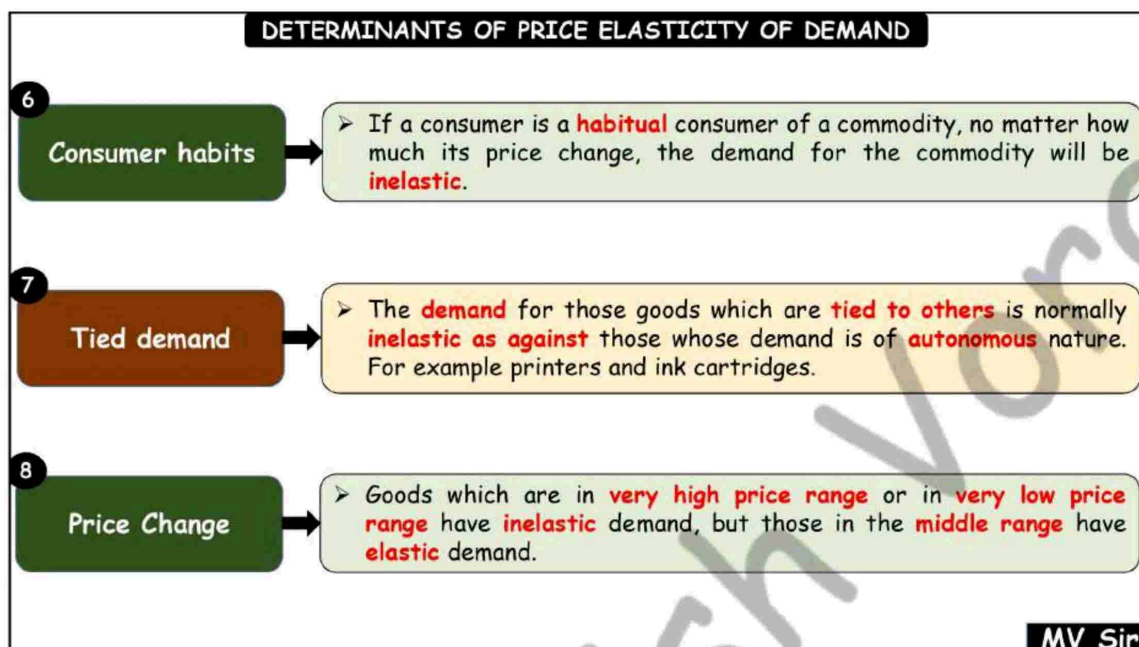 DETERMINANTS OF PRICE ELASTICITY OF DEMAND
6
Consumer habits
➢ If a consumer is a habitual consumer of a commodity, no matter how
much its price change, the demand for the commodity will be
inelastic.
7
Tied demand
➢ The demand for those goods which are tied to others is normally
inelastic as against those whose demand is of autonomous nature.
For example printers and ink cartridges.
8
Price Change
➢ Goods which are in very high price range or in very low price
range have inelastic demand, but those in the middle range have
elastic demand.
MV Sir